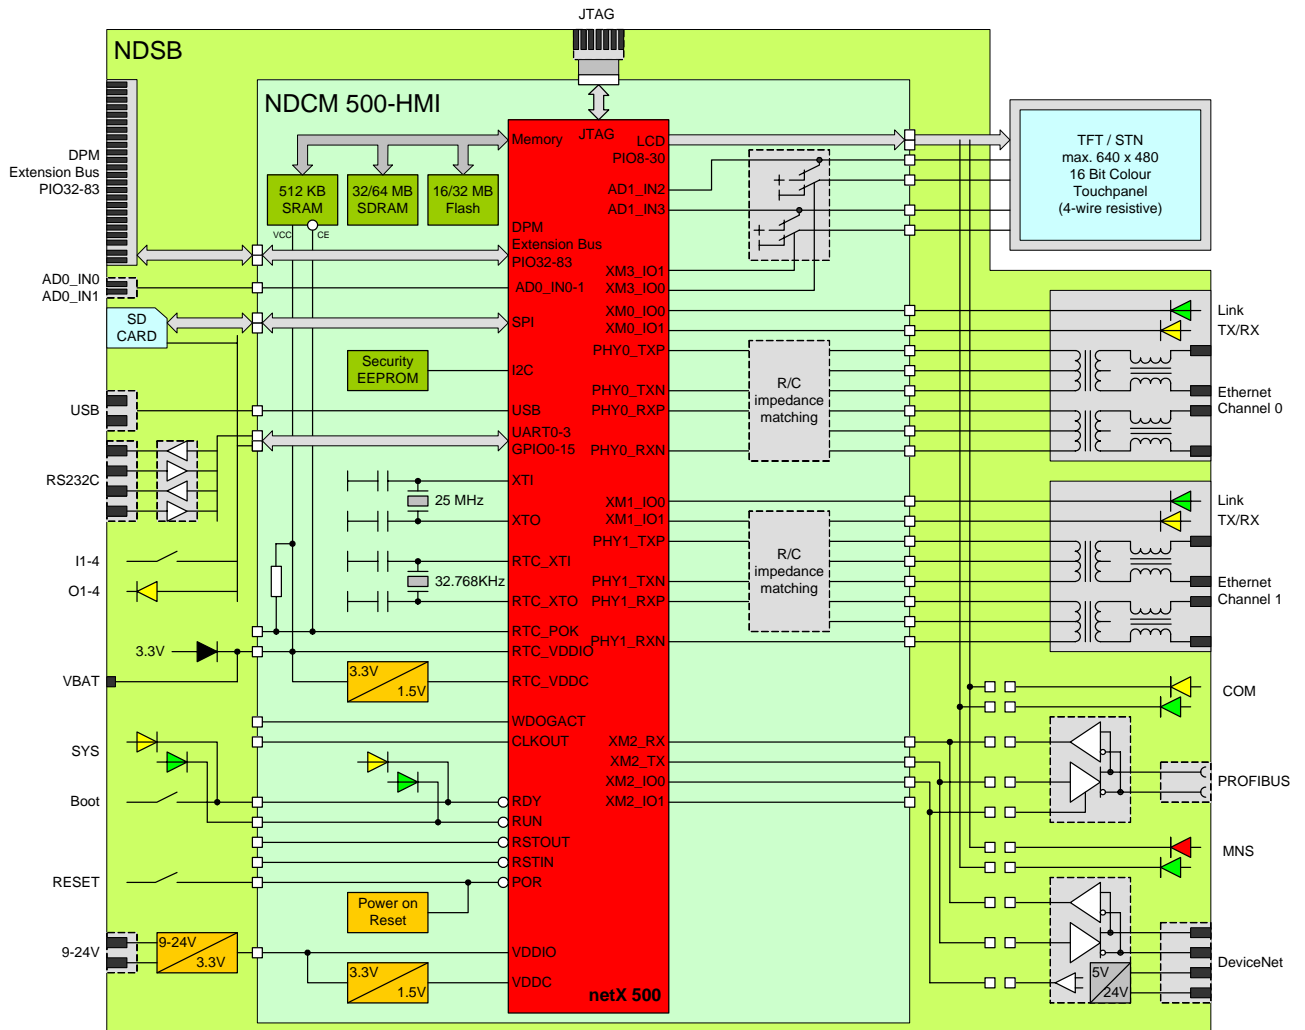 JTAG
NDSB
NDCM 500-HMI
DPM
Extension Bus
PIO32-83
AD0_IN0
AD0_IN1
SD
CARD
USB
RS232C
I1-4
O1-4
3.3V
VBAT
SYS
Boot
RESET
9-24V
9-24V
3.3V
512 KB
SRAM
32/64 MB
SDRAM
16/32 MB
Flash
VCC
CE
Security
EEPROM
25 MHz
32.768KHz
3.3V
1.5V
Power on
Reset
3.3V
1.5V
JTAG
Memory
DPM
Extension Bus
PIO32-83
AD0_IN0-1
SPI
I2C
USB
UART0-3
GPIO0-15
XTI
XTO
RTC_XTI
RTC_XTO
RTC_POK
RTC_VDDIO
RTC_VDDC
WDOGACT
CLKOUT
RDY
RUN
RSTOUT
RSTIN
POR
VDDIO
VDDC
LCD
PIO8-30
AD1_IN2
AD1_IN3
XM3_IO1
XM3_IO0
XM0_IO0
XM0_IO1
PHY0_TXP
PHY0_TXN
PHY0_RXP
PHY0_RXN
XM1_IO0
XM1_IO1
PHY1_TXP
PHY1_TXN
PHY1_RXP
PHY1_RXN
XM2_RX
XM2_TX
XM2_IO0
XM2_IO1
netX 500
R/C
impedance
matching
R/C
impedance
matching
TFT / STN
max. 640 x 480
16 Bit Colour
Touchpanel
(4-wire resistive)
Link
TX/RX
Ethernet
Channel 0
Link
TX/RX
Ethernet
Channel 1
COM
PROFIBUS
MNS
5V
24V
DeviceNet